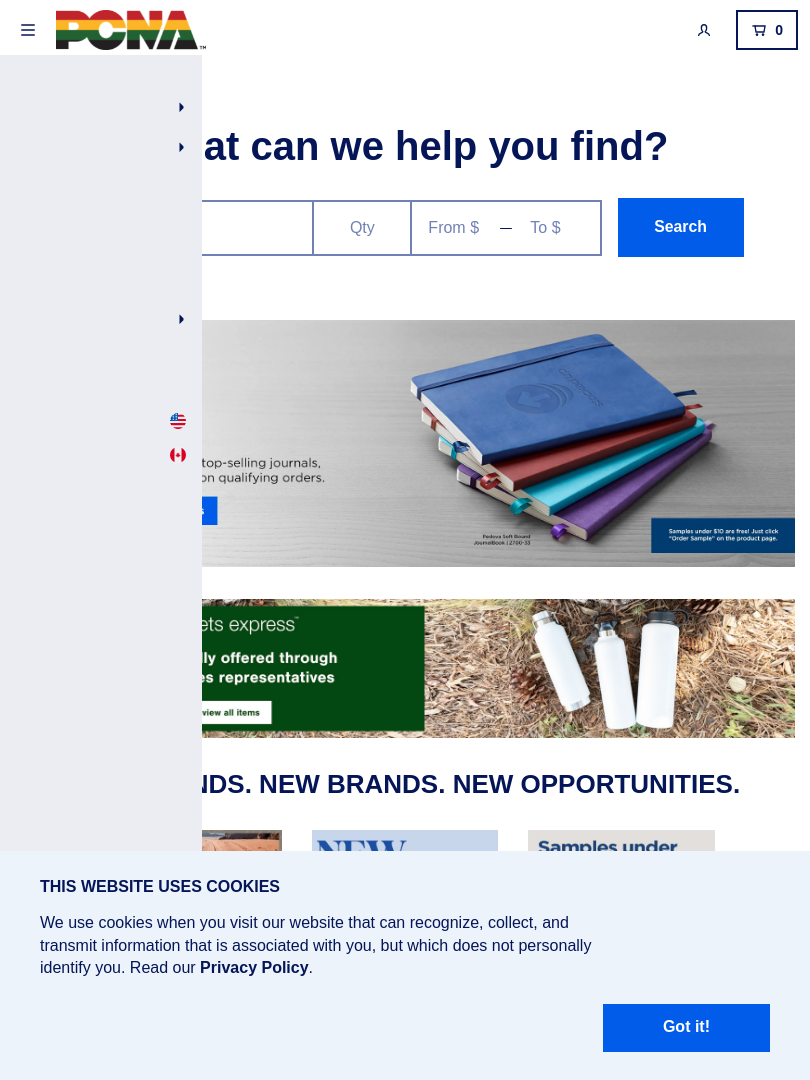 PCNA™
0
at can we help you find?
Qty
From $ — To $
Search
top-selling journals,
on qualifying orders.
Padova Soft Bound
JournalBook | 2700-33
Samples under $10 are free! Just click
"Order Sample" on the product page.
ets express™
lly offered through
es representatives
view all items
NDS. NEW BRANDS. NEW OPPORTUNITIES.
NEW
Samples under
THIS WEBSITE USES COOKIES
We use cookies when you visit our website that can recognize, collect, and
transmit information that is associated with you, but which does not personally
identify you. Read our Privacy Policy.
Got it!